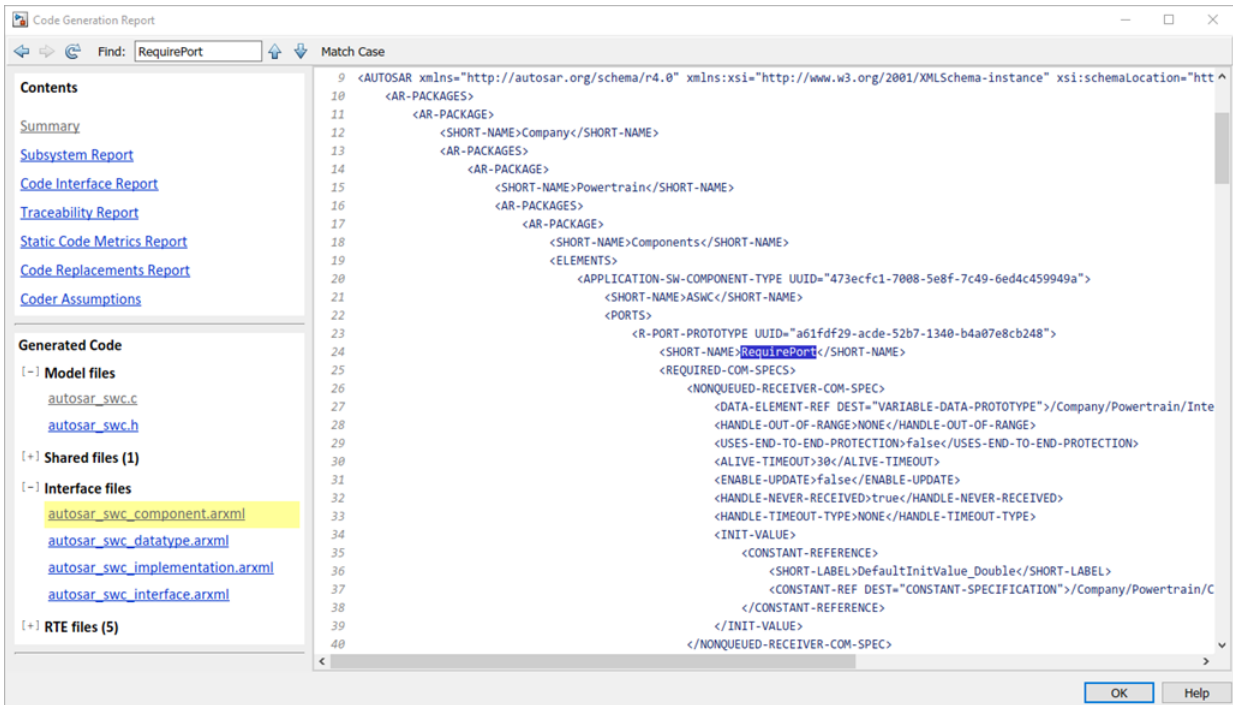 Code Generation Report
Find: RequirePort Match Case
Contents
Summary
Subsystem Report
Code Interface Report
Traceability Report
Static Code Metrics Report
Code Replacements Report
Coder Assumptions
Generated Code
[-] Model files
autosar_swc.c
autosar_swc.h
[+] Shared files (1)
[-] Interface files
autosar_swc_component.arxml
autosar_swc_datatype.arxml
autosar_swc_implementation.arxml
autosar_swc_interface.arxml
[+] RTE files (5)
9 <AUTOSAR xmlns="http://autosar.org/schema/r4.0" xmlns:xsi="http://www.w3.org/2001/XMLSchema-instance" xsi:schemaLocation="htt
10 <AR-PACKAGES>
11 <AR-PACKAGE>
12 <SHORT-NAME>Company</SHORT-NAME>
13 <AR-PACKAGES>
14 <AR-PACKAGE>
15 <SHORT-NAME>Powertrain</SHORT-NAME>
16 <AR-PACKAGES>
17 <AR-PACKAGE>
18 <SHORT-NAME>Components</SHORT-NAME>
19 <ELEMENTS>
20 <APPLICATION-SW-COMPONENT-TYPE UUID="473ecfc1-7008-5e8f-7c49-6ed4c459949a">
21 <SHORT-NAME>ASWC</SHORT-NAME>
22 <PORTS>
23 <R-PORT-PROTOTYPE UUID="a61fdf29-acde-52b7-1340-b4a07e8cb248">
24 <SHORT-NAME>RequirePort</SHORT-NAME>
25 <REQUIRED-COM-SPECS>
26 <NONQUEUED-RECEIVER-COM-SPEC>
27 <DATA-ELEMENT-REF DEST="VARIABLE-DATA-PROTOTYPE">/Company/Powertrain/Inte
28 <HANDLE-OUT-OF-RANGE>NONE</HANDLE-OUT-OF-RANGE>
29 <USES-END-TO-END-PROTECTION>false</USES-END-TO-END-PROTECTION>
30 <ALIVE-TIMEOUT>30</ALIVE-TIMEOUT>
31 <ENABLE-UPDATE>false</ENABLE-UPDATE>
32 <HANDLE-NEVER-RECEIVED>true</HANDLE-NEVER-RECEIVED>
33 <HANDLE-TIMEOUT-TYPE>NONE</HANDLE-TIMEOUT-TYPE>
34 <INIT-VALUE>
35 <CONSTANT-REFERENCE>
36 <SHORT-LABEL>DefaultInitValue_Double</SHORT-LABEL>
37 <CONSTANT-REF DEST="CONSTANT-SPECIFICATION">/Company/Powertrain/C
38 </CONSTANT-REFERENCE>
39 </INIT-VALUE>
40 </NONQUEUED-RECEIVER-COM-SPEC>
OK Help